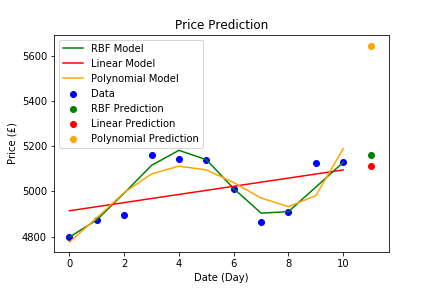 Price Prediction
RBF Model
Linear Model
Polynomial Model
Data
RBF Prediction
Linear Prediction
Polynomial Prediction
5600
5400
5200
5000
4800
Price (£)
0 2 4 6 8 10
Date (Day)